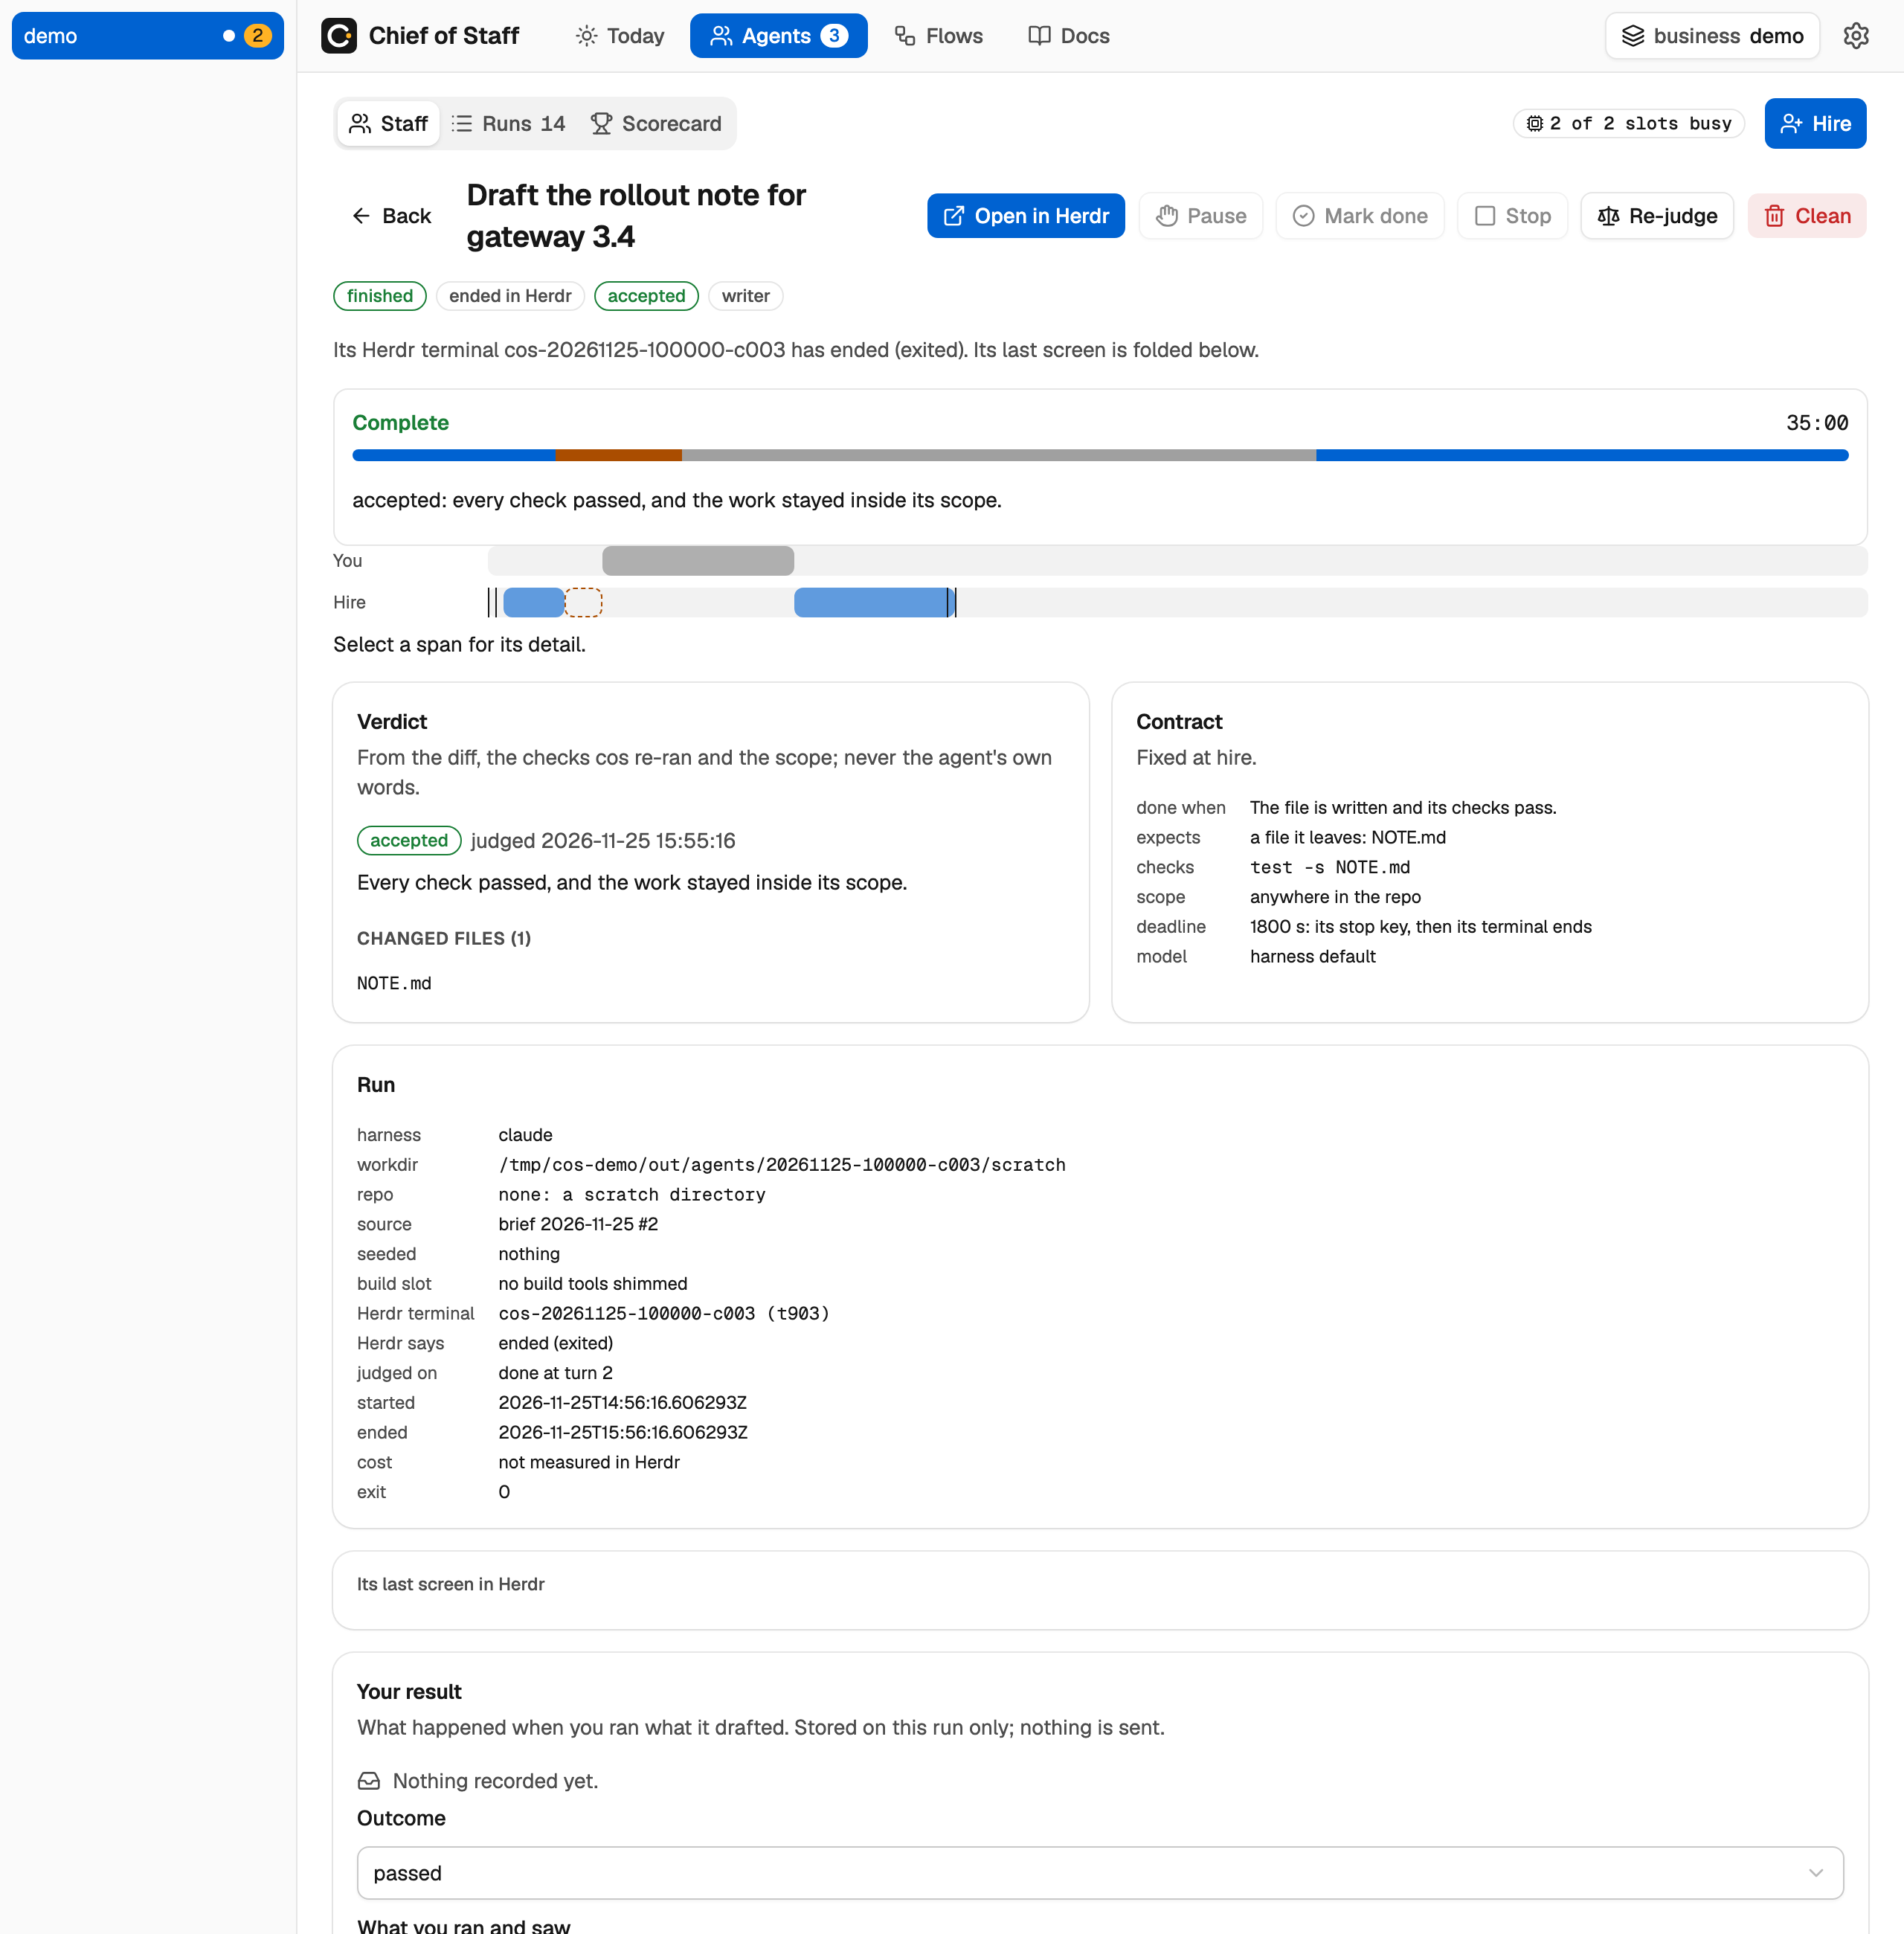 demo 2
Chief of Staff
Today
Agents 3
Flows
Docs
business demo
Staff
Runs 14
Scorecard
2 of 2 slots busy
Hire
Back
Draft the rollout note for
gateway 3.4
Open in Herdr
Pause
Mark done
Stop
Re-judge
Clean
finished
ended in Herdr
accepted
writer
Its Herdr terminal cos-20261125-100000-c003 has ended (exited). Its last screen is folded below.
Complete 35:00
accepted: every check passed, and the work stayed inside its scope.
You
Hire
Select a span for its detail.
Verdict
From the diff, the checks cos re-ran and the scope; never the agent's own
words.
accepted judged 2026-11-25 15:55:16
Every check passed, and the work stayed inside its scope.
CHANGED FILES (1)
NOTE.md
Contract
Fixed at hire.
done when The file is written and its checks pass.
expects a file it leaves: NOTE.md
checks test -s NOTE.md
scope anywhere in the repo
deadline 1800 s: its stop key, then its terminal ends
model harness default
Run
harness claude
workdir /tmp/cos-demo/out/agents/20261125-100000-c003/scratch
repo none: a scratch directory
source brief 2026-11-25 #2
seeded nothing
build slot no build tools shimmed
Herdr terminal cos-20261125-100000-c003 (t903)
Herdr says ended (exited)
judged on done at turn 2
started 2026-11-25T14:56:16.606293Z
ended 2026-11-25T15:56:16.606293Z
cost not measured in Herdr
exit 0
Its last screen in Herdr
Your result
What happened when you ran what it drafted. Stored on this run only; nothing is sent.
Nothing recorded yet.
Outcome
passed
What you ran and saw